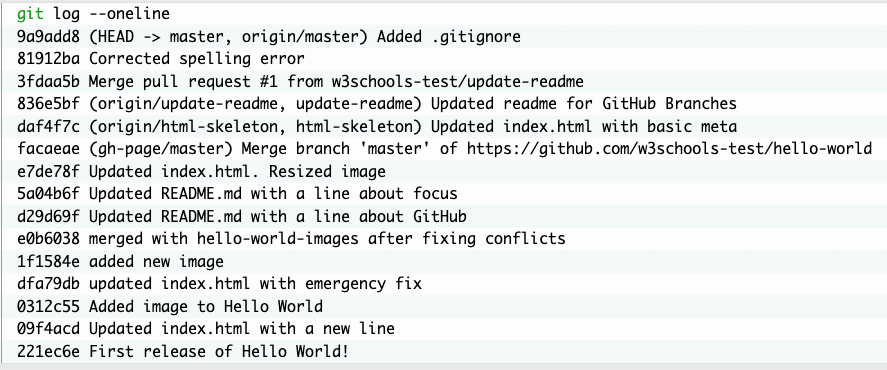 git log --oneline
9a9add8 (HEAD -> master, origin/master) Added .gitignore
81912ba Corrected spelling error
3fdaa5b Merge pull request #1 from w3schools-test/update-readme
836e5bf (origin/update-readme, update-readme) Updated readme for GitHub Branches
daf4f7c (origin/html-skeleton, html-skeleton) Updated index.html with basic meta
facaeae (gh-page/master) Merge branch 'master' of https://github.com/w3schools-test/hello-world
e7de78f Updated index.html. Resized image
5a04b6f Updated README.md with a line about focus
d29d69f Updated README.md with a line about GitHub
e0b6038 merged with hello-world-images after fixing conflicts
1f1584e added new image
dfa79db updated index.html with emergency fix
0312c55 Added image to Hello World
09f4acd Updated index.html with a new line
221ec6e First release of Hello World!